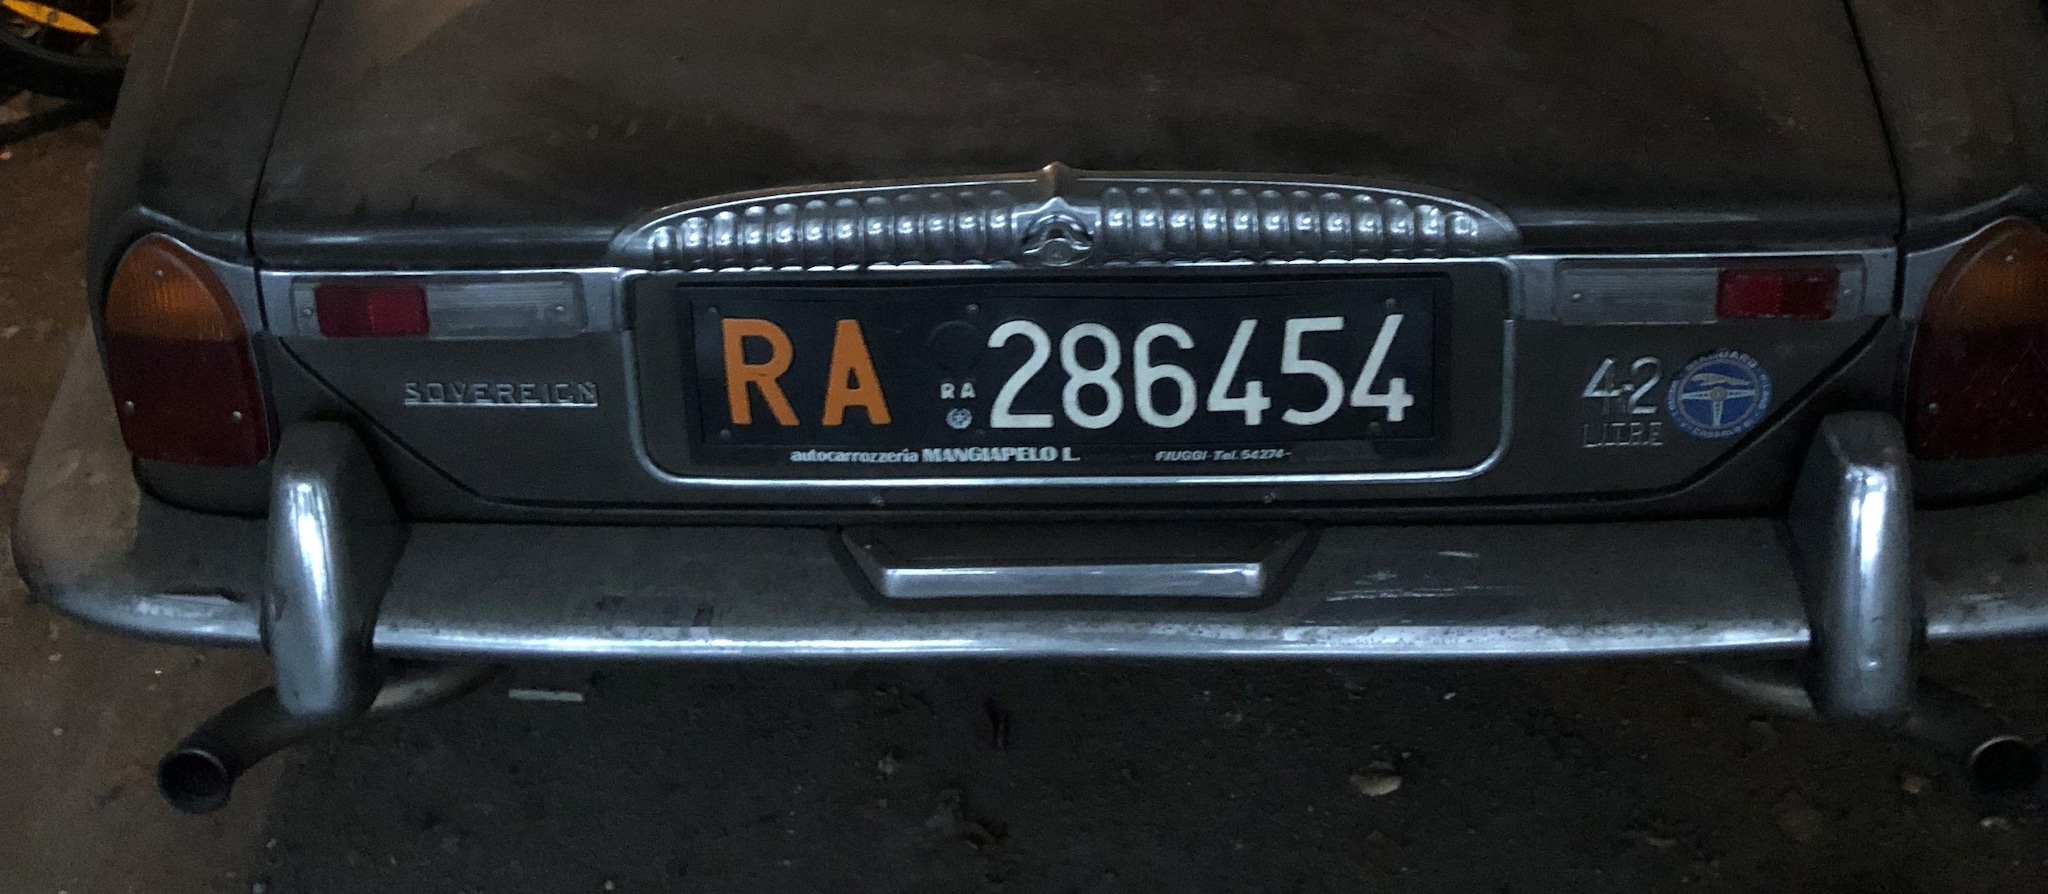 SOVEREIGN
RA 286454
RA
autocarrozzeria MANGIAPELO L. FIUGGI-Tel. 54274-
4·2
LITRE